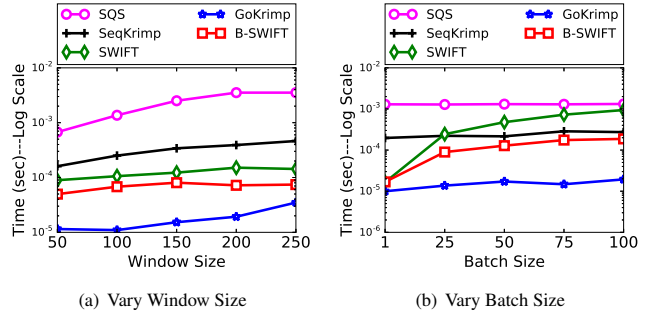 SQS
SeqKrimp
SWIFT
GoKrimp
B-SWIFT
Time (sec)---Log Scale
10^-2
10^-3
10^-4
10^-5
50 100 150 200 250
Window Size
(a) Vary Window Size
SQS
SeqKrimp
SWIFT
GoKrimp
B-SWIFT
Time (sec)---Log Scale
10^-2
10^-3
10^-4
10^-5
10^-6
1 25 50 75 100
Batch Size
(b) Vary Batch Size